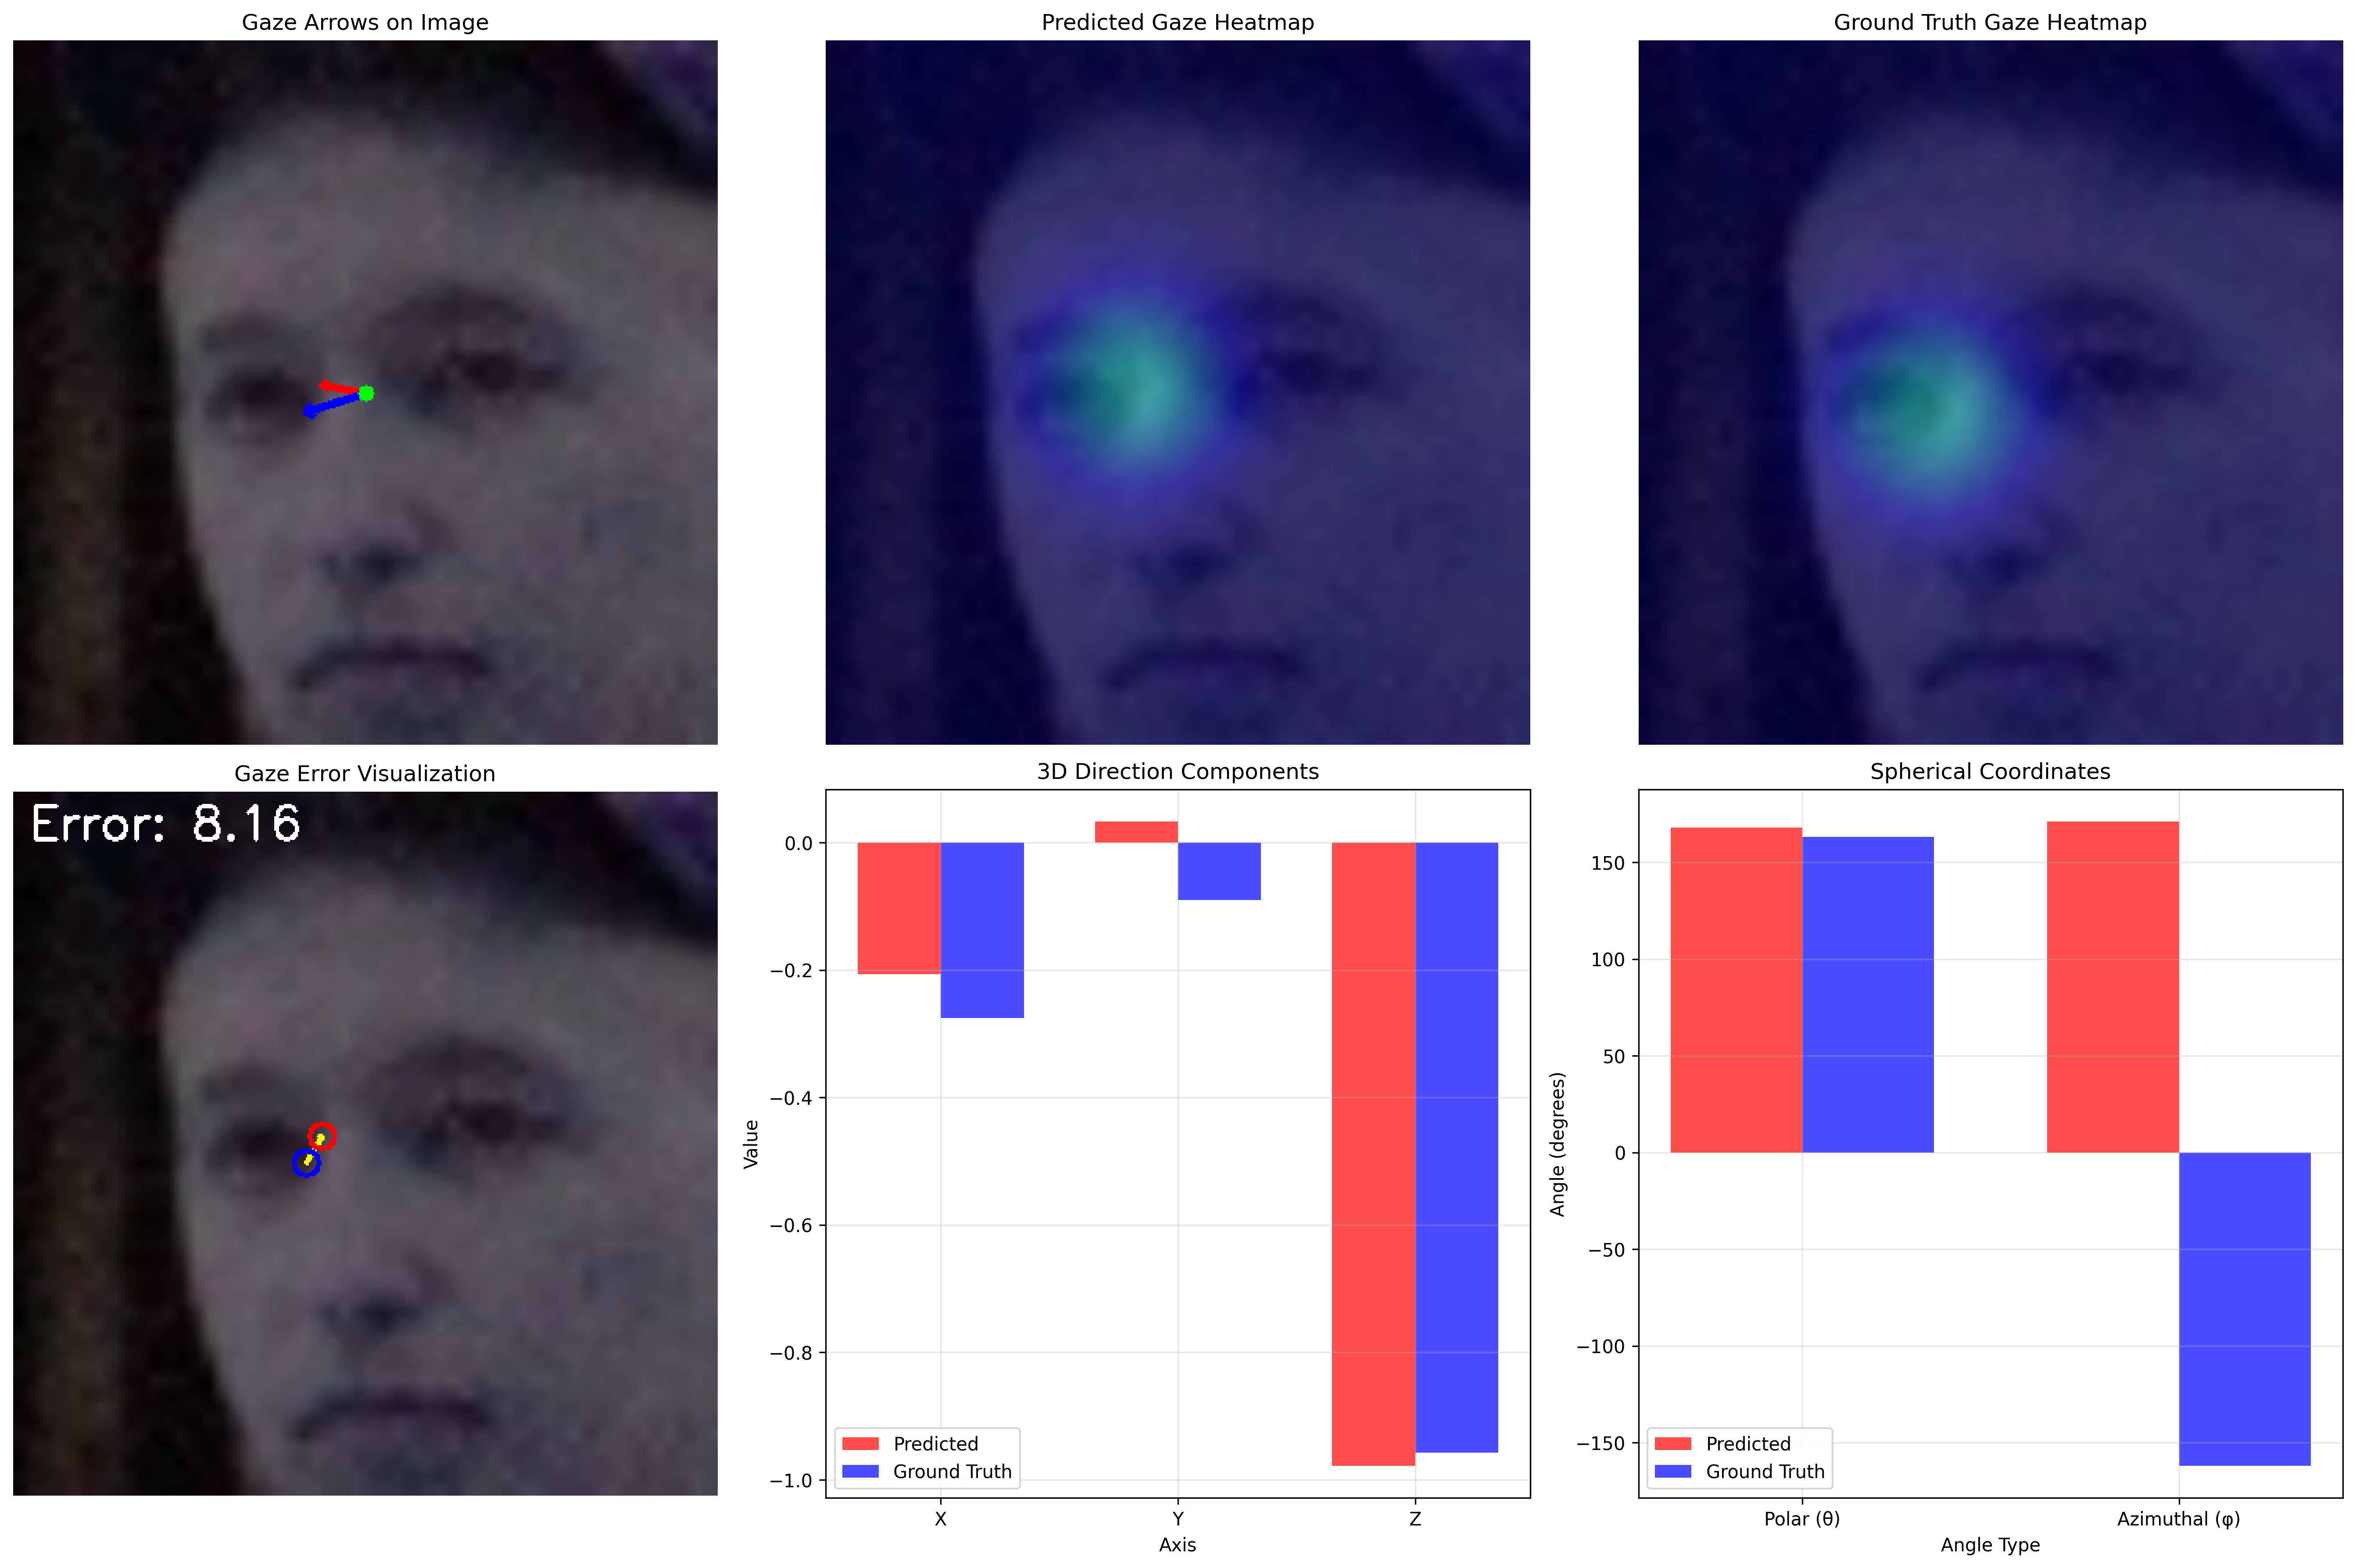 Gaze Arrows on Image
Predicted Gaze Heatmap
Ground Truth Gaze Heatmap
Gaze Error Visualization
Error: 8.16
3D Direction Components
0.0
−0.2
−0.4
−0.6
−0.8
−1.0
Value
Predicted
Ground Truth
X
Y
Z
Axis
Spherical Coordinates
150
100
50
0
−50
−100
−150
Angle (degrees)
Predicted
Ground Truth
Polar (θ)
Azimuthal (φ)
Angle Type